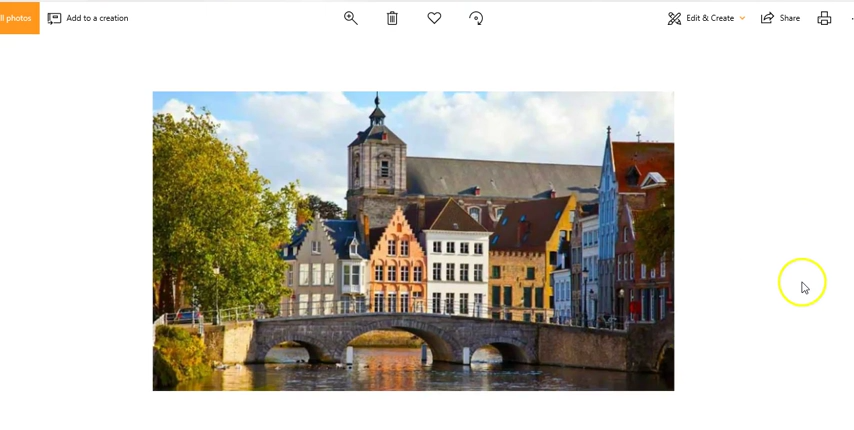 ll photos
Add to a creation
Edit & Create
Share